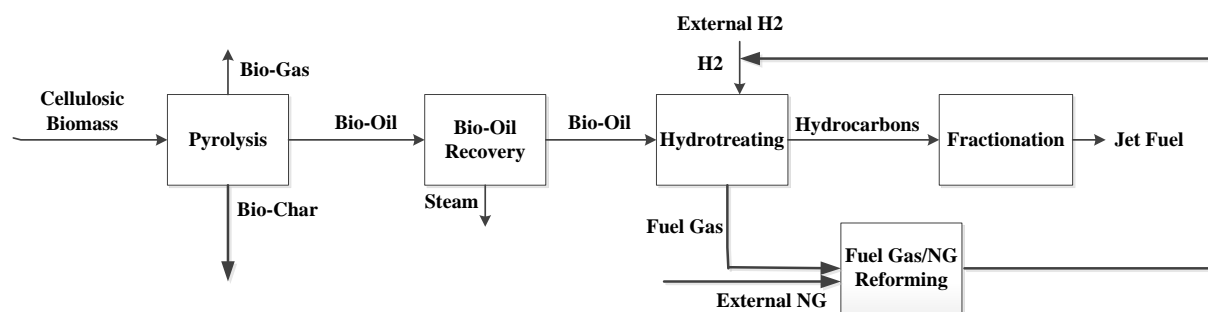 External H2
H2
Bio-Gas
Cellulosic
Biomass
Pyrolysis
Bio-Oil
Bio-Oil
Recovery
Bio-Oil
Hydrotreating
Hydrocarbons
Fractionation
Jet Fuel
Bio-Char
Steam
Fuel Gas
Fuel Gas/NG
Reforming
External NG